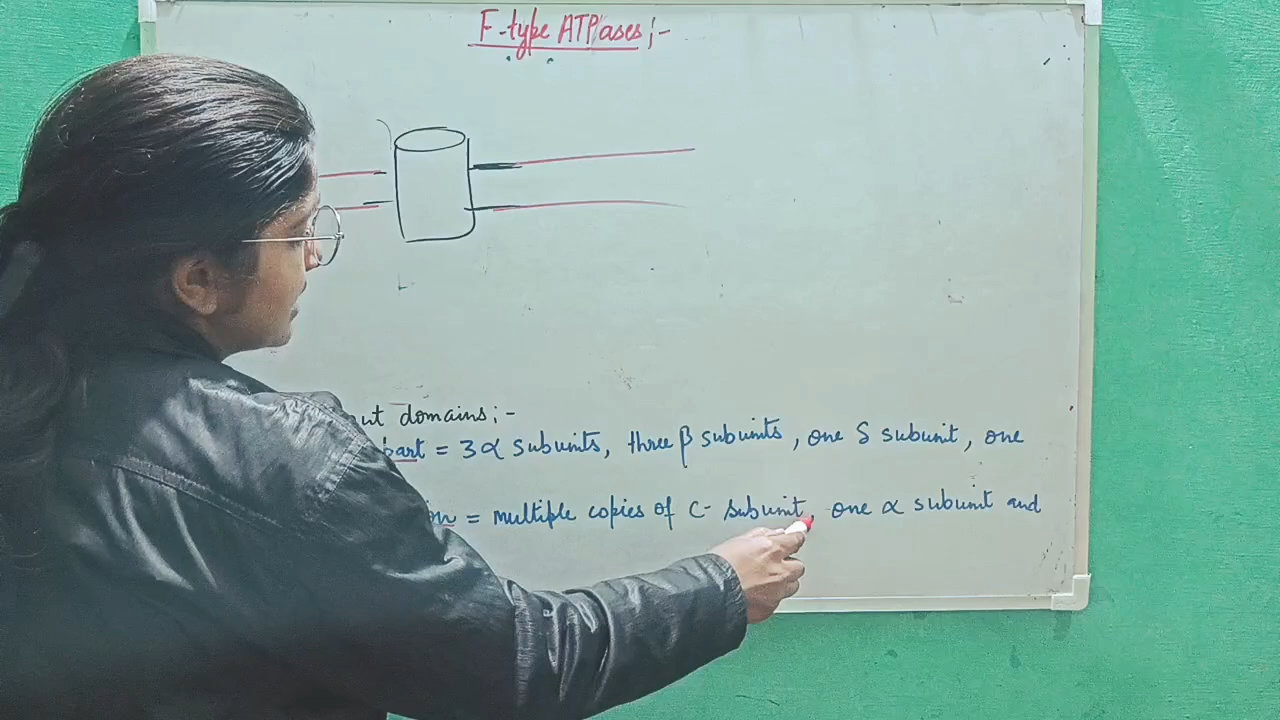 F-type ATPases ;-
ut domains ;-
part = 3 α subunits, three β subunits, one δ subunit, one
on = multiple copies of C- subunit, one α subunit and